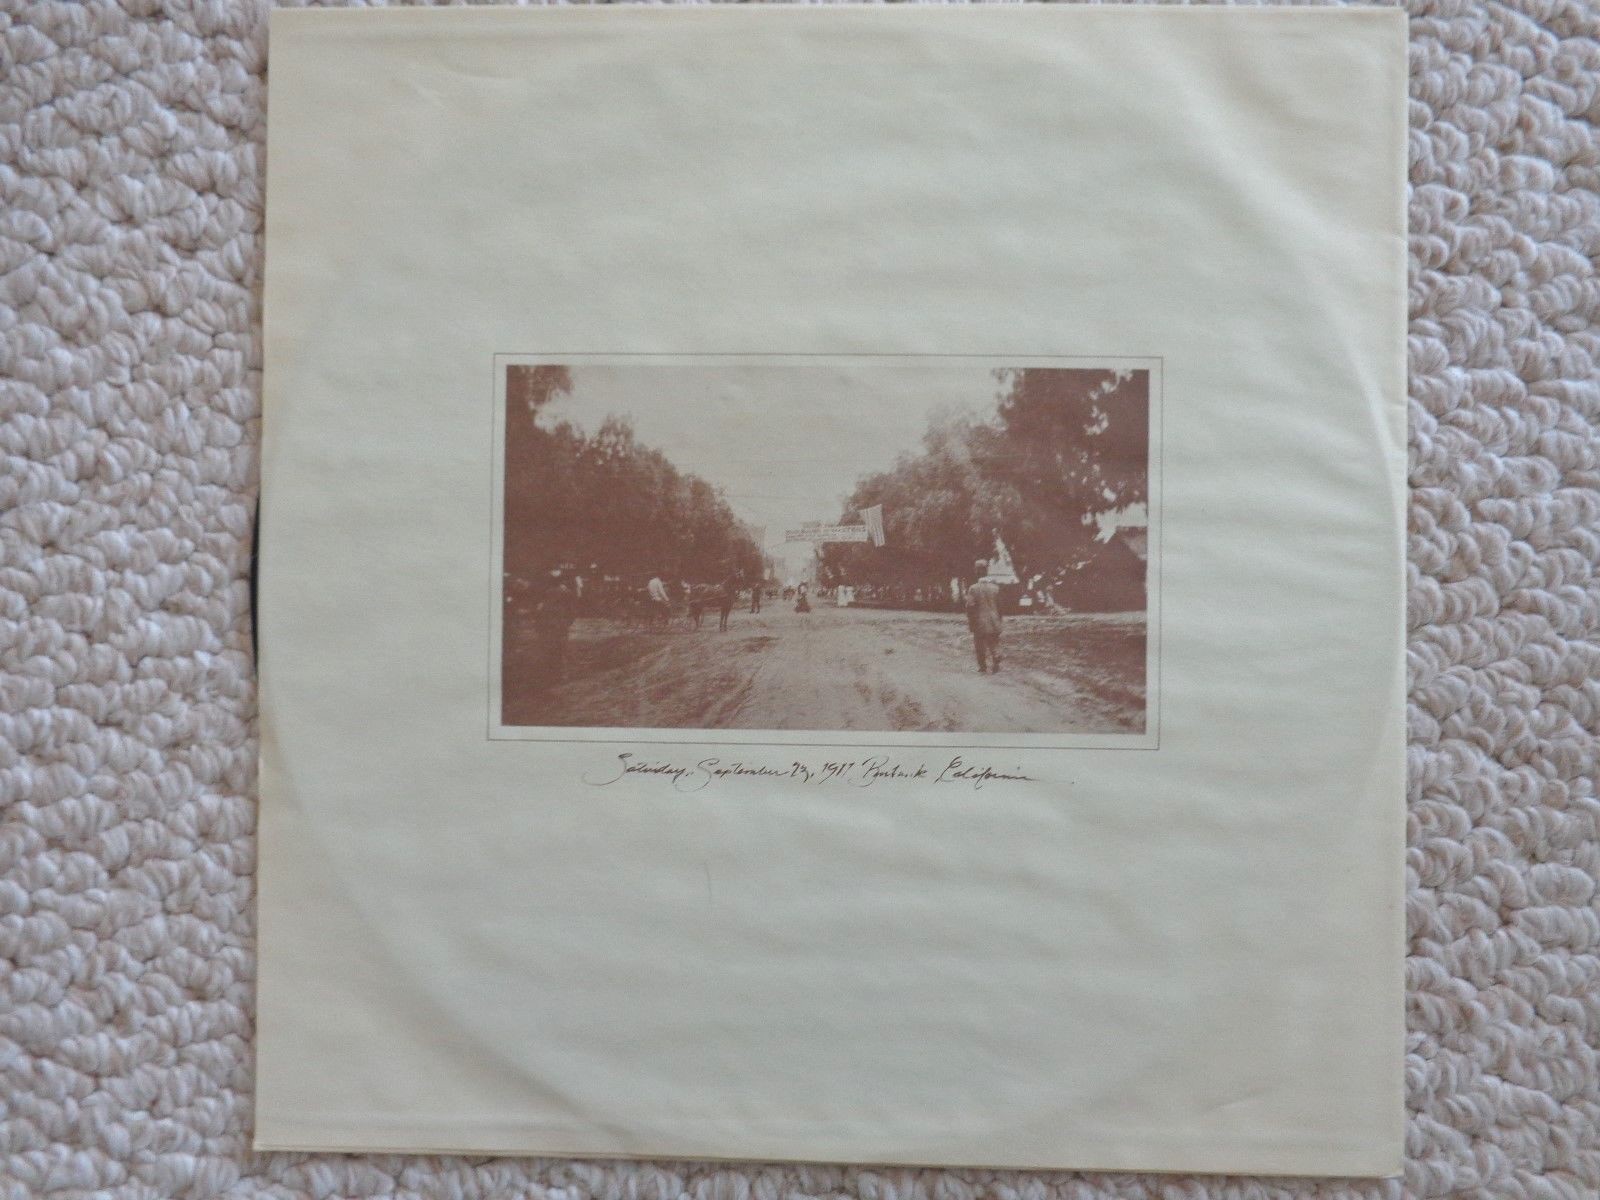 Saturday, September 23, 1911 Burbank, California